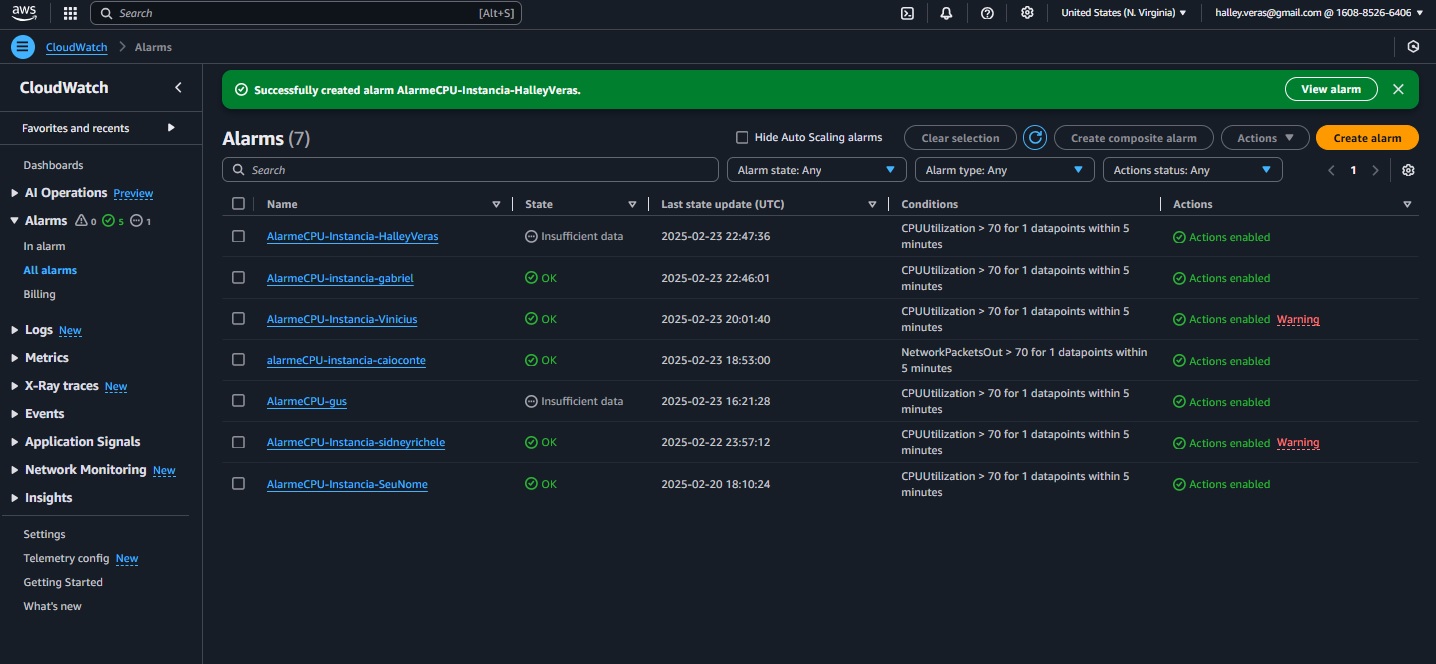 aws
Search [Alt+S]
United States (N. Virginia) halley.veras@gmail.com @ 1608-8526-6406
CloudWatch > Alarms
CloudWatch
Favorites and recents
Dashboards
AI Operations Preview
Alarms 0 5 1
In alarm
All alarms
Billing
Logs New
Metrics
X-Ray traces New
Events
Application Signals
Network Monitoring New
Insights
Settings
Telemetry config New
Getting Started
What's new
Successfully created alarm AlarmeCPU-Instancia-HalleyVeras. View alarm
Alarms (7) Hide Auto Scaling alarms Clear selection Create composite alarm Actions Create alarm
Search Alarm state: Any Alarm type: Any Actions status: Any 1
Name State Last state update (UTC) Conditions Actions
AlarmeCPU-Instancia-HalleyVeras Insufficient data 2025-02-23 22:47:36 CPUUtilization > 70 for 1 datapoints within 5 Actions enabled
minutes
AlarmeCPU-instancia-gabriel OK 2025-02-23 22:46:01 CPUUtilization > 70 for 1 datapoints within 5 Actions enabled
minutes
AlarmeCPU-Instancia-Vinicius OK 2025-02-23 20:01:40 CPUUtilization > 70 for 1 datapoints within 5 Actions enabled Warning
minutes
alarmeCPU-instancia-caioconte OK 2025-02-23 18:53:00 NetworkPacketsOut > 70 for 1 datapoints within Actions enabled
5 minutes
AlarmeCPU-gus Insufficient data 2025-02-23 16:21:28 CPUUtilization > 70 for 1 datapoints within 5 Actions enabled
minutes
AlarmeCPU-Instancia-sidneyrichele OK 2025-02-22 23:57:12 CPUUtilization > 70 for 1 datapoints within 5 Actions enabled Warning
minutes
AlarmeCPU-Instancia-SeuNome OK 2025-02-20 18:10:24 CPUUtilization > 70 for 1 datapoints within 5 Actions enabled
minutes